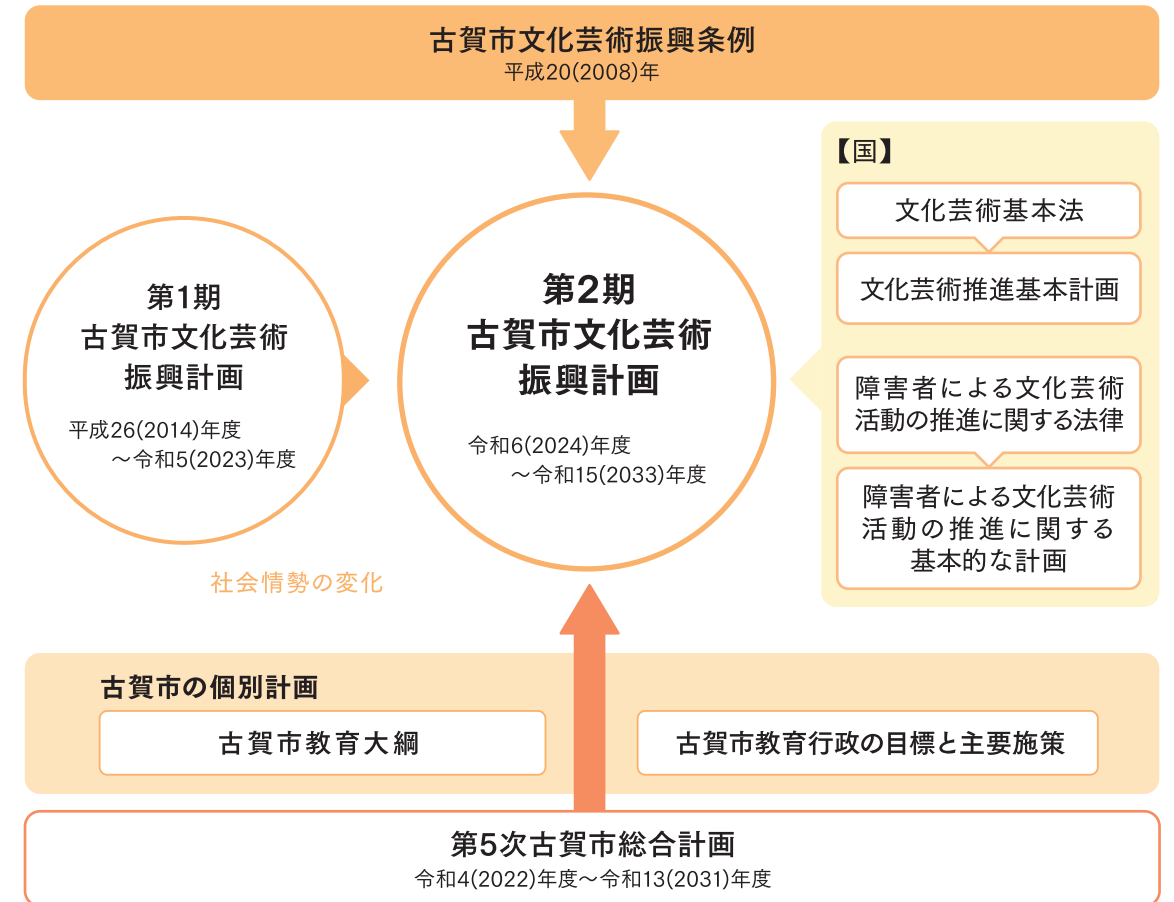 古賀市文化芸術振興条例
平成20(2008)年
第1期
古賀市文化芸術
振興計画
平成26(2014)年度
～令和5(2023)年度
第2期
古賀市文化芸術
振興計画
令和6(2024)年度
～令和15(2033)年度
【国】
文化芸術基本法
文化芸術推進基本計画
障害者による文化芸術
活動の推進に関する法律
障害者による文化芸術
活動の推進に関する
基本的な計画
社会情勢の変化
古賀市の個別計画
古賀市教育大綱
古賀市教育行政の目標と主要施策
第5次古賀市総合計画
令和4(2022)年度～令和13(2031)年度